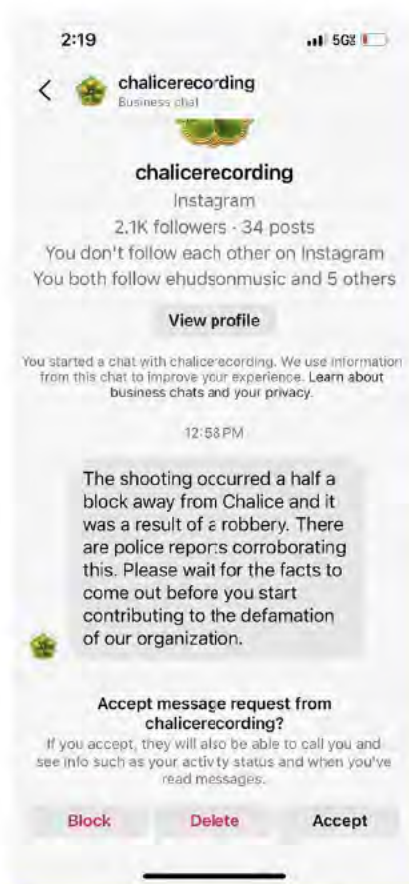 2:19
5G
chalicerecording
Business chat
chalicerecording
Instagram
2.1K followers · 34 posts
You don't follow each other on Instagram
You both follow ehudsonmusic and 5 others
View profile
You started a chat with chalicerecording. We use information
from this chat to improve your experience. Learn about
business chats and your privacy.
12:58 PM
The shooting occurred a half a
block away from Chalice and it
was a result of a robbery. There
are police reports corroborating
this. Please wait for the facts to
come out before you start
contributing to the defamation
of our organization.
Accept message request from
chalicerecording?
If you accept, they will also be able to call you and
see info such as your activity status and when you've
read messages.
Block
Delete
Accept